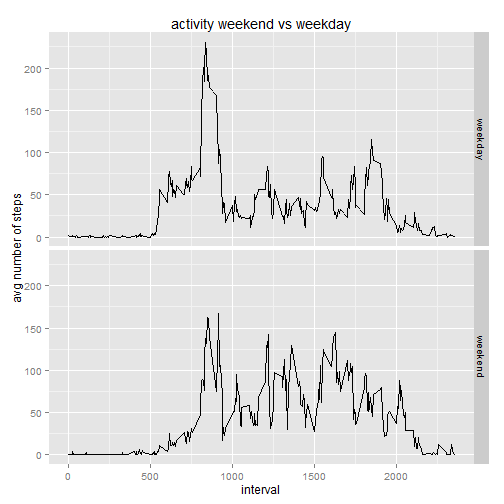 activity weekend vs weekday
avg number of steps
200
150
100
50
0
weekday
200
150
100
50
0
weekend
0 500 1000 1500 2000
interval